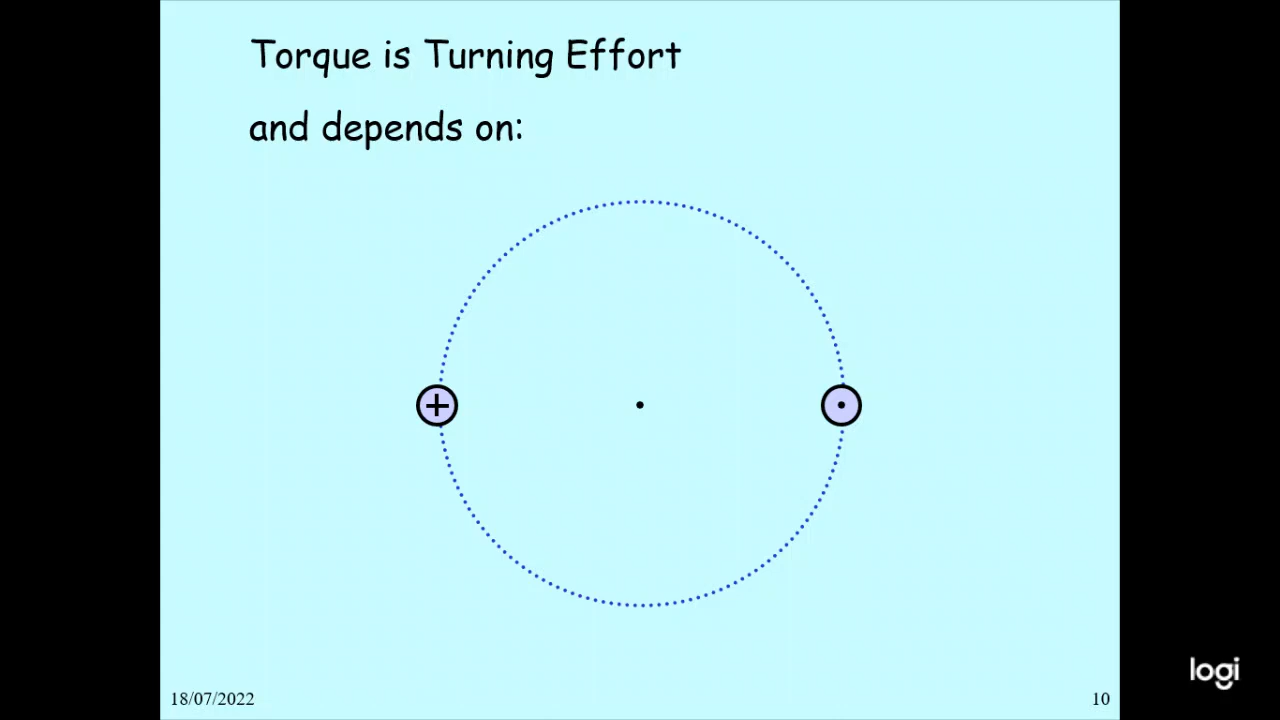 Torque is Turning Effort
and depends on:
18/07/2022
10
logi